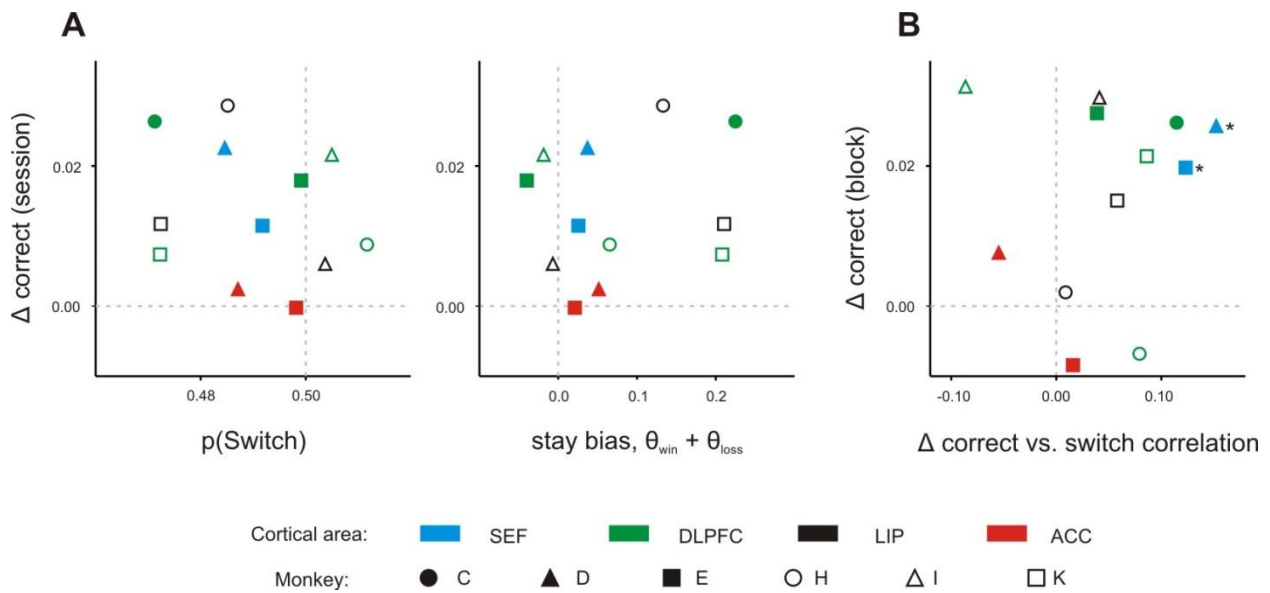 A
B
Δ correct (session)
0.02
0.00
0.48
0.50
p(Switch)
0.02
0.00
0.0
0.1
0.2
stay bias, θwin + θloss
Δ correct (block)
0.02
0.00
*
*
-0.10
0.00
0.10
Δ correct vs. switch correlation
Cortical area: SEF DLPFC LIP ACC
Monkey: C D E H I K